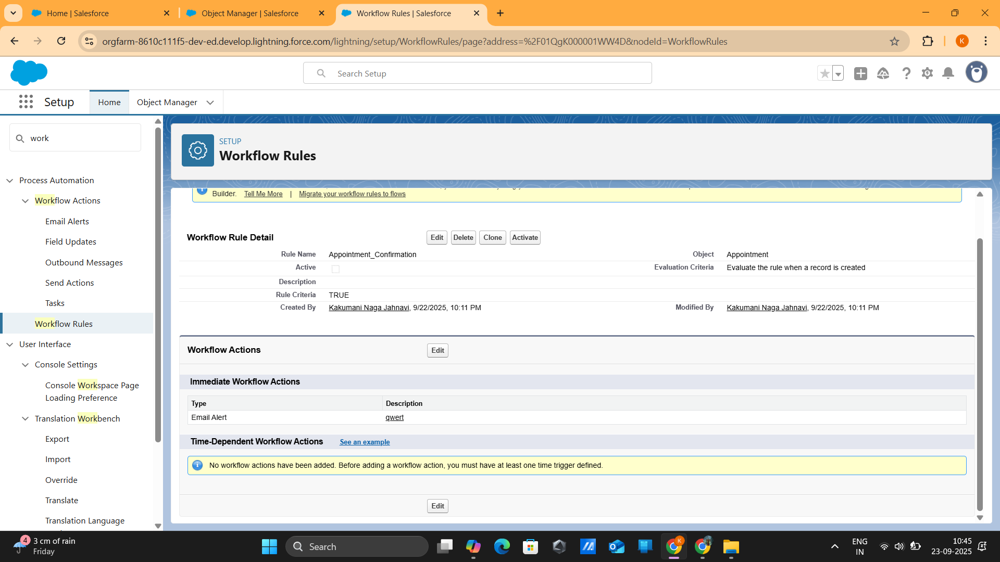 Home | Salesforce
Object Manager | Salesforce
Workflow Rules | Salesforce
orgfarm-8610c111f5-dev-ed.develop.lightning.force.com/lightning/setup/WorkflowRules/page?address=%2F01QgK000001WW4D&nodeId=WorkflowRules
K
Search Setup
Setup
Home
Object Manager
work
Process Automation
Workflow Actions
Email Alerts
Field Updates
Outbound Messages
Send Actions
Tasks
Workflow Rules
User Interface
Console Settings
Console Workspace Page
Loading Preference
Translation Workbench
Export
Import
Override
Translate
Translation Language
SETUP
Workflow Rules
Builder. Tell Me More | Migrate your workflow rules to flows
Workflow Rule Detail
Edit Delete Clone Activate
Rule Name Appointment_Confirmation Object Appointment
Active Evaluation Criteria Evaluate the rule when a record is created
Description
Rule Criteria TRUE
Created By Kakumani Naga Jahnavi, 9/22/2025, 10:11 PM Modified By Kakumani Naga Jahnavi, 9/22/2025, 10:11 PM
Workflow Actions Edit
Immediate Workflow Actions
Type Description
Email Alert qwert
Time-Dependent Workflow Actions See an example
No workflow actions have been added. Before adding a workflow action, you must have at least one time trigger defined.
Edit
4
3 cm of rain
Friday
Search
K
ENG
IN
10:45
23-09-2025